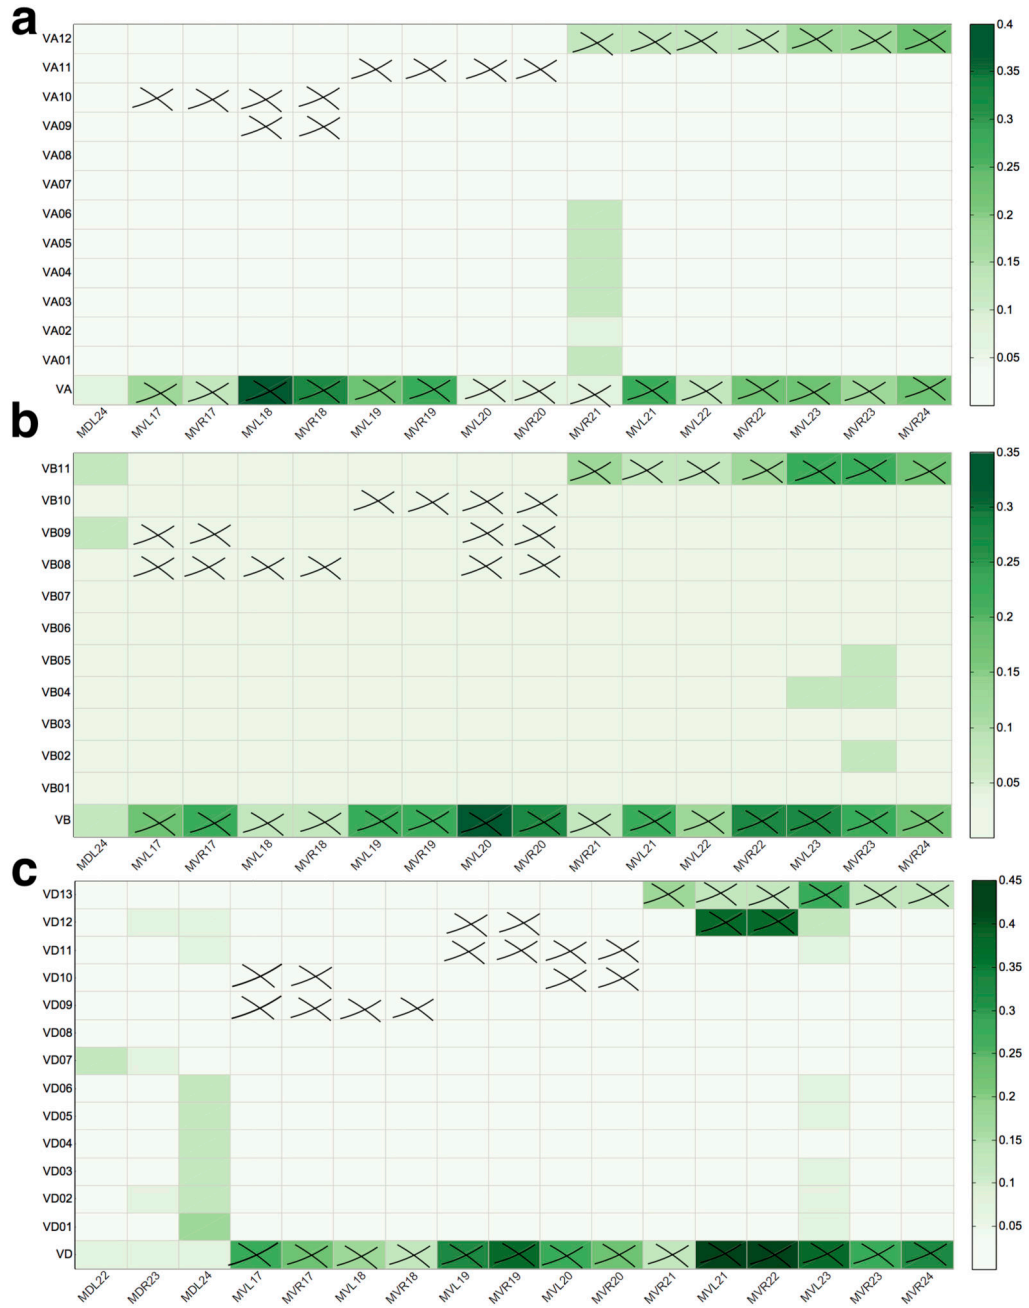 a
VA12
VA11
VA10
VA09
VA08
VA07
VA06
VA05
VA04
VA03
VA02
VA01
VA
0.4
0.35
0.3
0.25
0.2
0.15
0.1
0.05
MDL24 MVL17 MVR17 MVL18 MVR18 MVL19 MVR19 MVL20 MVR20 MVR21 MVL21 MVL22 MVR22 MVL23 MVR23 MVR24
b
VB11
VB10
VB09
VB08
VB07
VB06
VB05
VB04
VB03
VB02
VB01
VB
0.35
0.3
0.25
0.2
0.15
0.1
0.05
MDL24 MVL17 MVR17 MVL18 MVR18 MVL19 MVR19 MVL20 MVR20 MVR21 MVL21 MVL22 MVR22 MVL23 MVR23 MVR24
c
VD13
VD12
VD11
VD10
VD09
VD08
VD07
VD06
VD05
VD04
VD03
VD02
VD01
VD
0.45
0.4
0.35
0.3
0.25
0.2
0.15
0.1
0.05
MDL22 MDR23 MDL24 MVL17 MVR17 MVL18 MVR18 MVL19 MVR19 MVL20 MVR20 MVR21 MVL21 MVR22 MVL23 MVR23 MVR24